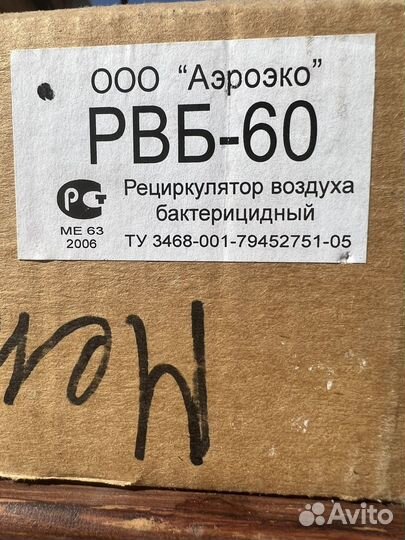 ООО “Аэроэко”
РВБ-60
РСТ
Рециркулятор воздуха
бактерицидный
МЕ 63
2006
ТУ 3468-001-79452751-05
Avito